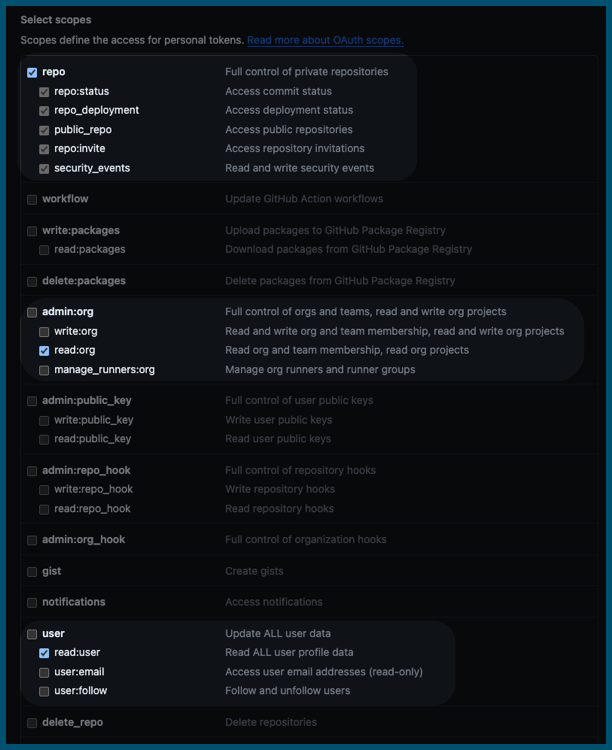 Select scopes
Scopes define the access for personal tokens. Read more about OAuth scopes.
repo Full control of private repositories
repo:status Access commit status
repo_deployment Access deployment status
public_repo Access public repositories
repo:invite Access repository invitations
security_events Read and write security events
workflow Update GitHub Action workflows
write:packages Upload packages to GitHub Package Registry
read:packages Download packages from GitHub Package Registry
delete:packages Delete packages from GitHub Package Registry
admin:org Full control of orgs and teams, read and write org projects
write:org Read and write org and team membership, read and write org projects
read:org Read org and team membership, read org projects
manage_runners:org Manage org runners and runner groups
admin:public_key Full control of user public keys
write:public_key Write user public keys
read:public_key Read user public keys
admin:repo_hook Full control of repository hooks
write:repo_hook Write repository hooks
read:repo_hook Read repository hooks
admin:org_hook Full control of organization hooks
gist Create gists
notifications Access notifications
user Update ALL user data
read:user Read ALL user profile data
user:email Access user email addresses (read-only)
user:follow Follow and unfollow users
delete_repo Delete repositories